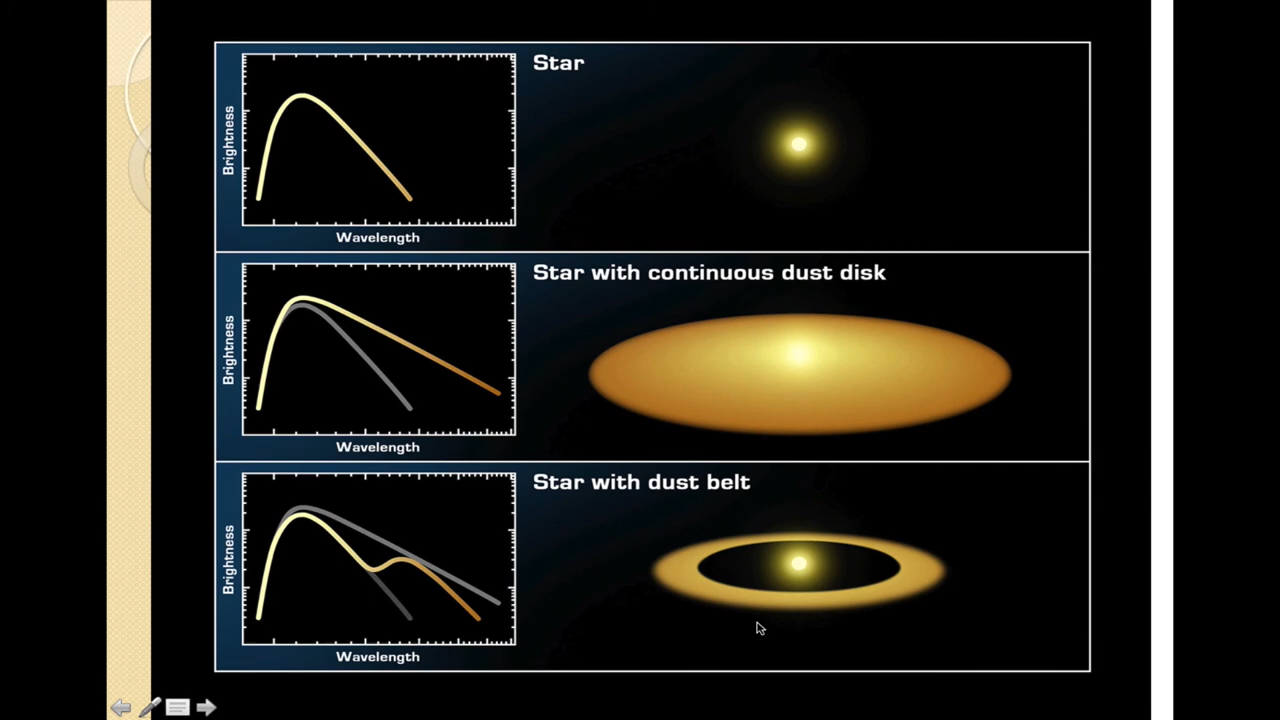 Star
Brightness
Wavelength
Star with continuous dust disk
Brightness
Wavelength
Star with dust belt
Brightness
Wavelength